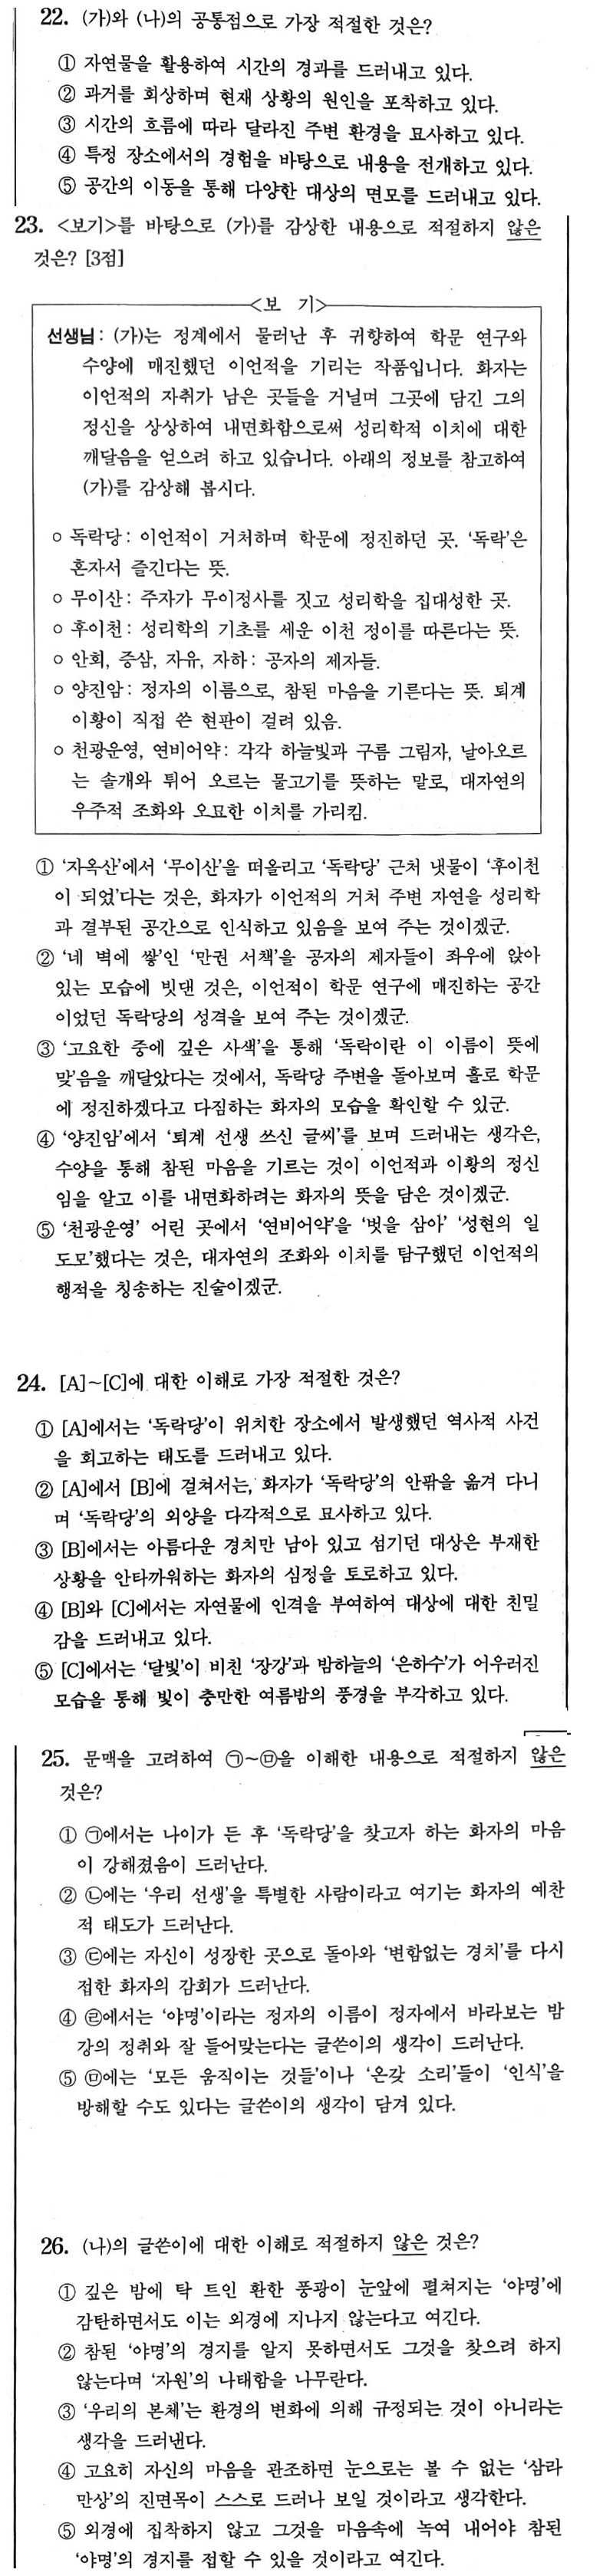 22. (가)와 (나)의 공통점으로 가장 적절한 것은?
① 자연물을 활용하여 시간의 경과를 드러내고 있다.
② 과거를 회상하며 현재 상황의 원인을 포착하고 있다.
③ 시간의 흐름에 따라 달라진 주변 환경을 묘사하고 있다.
④ 특정 장소에서의 경험을 바탕으로 내용을 전개하고 있다.
⑤ 공간의 이동을 통해 다양한 대상의 면모를 드러내고 있다.
23. <보기>를 바탕으로 (가)를 감상한 내용으로 적절하지 않은
것은? [3점]
<보 기>
선생님: (가)는 정계에서 물러난 후 귀향하여 학문 연구와
수양에 매진했던 이언적을 기리는 작품입니다. 화자는
이언적의 자취가 남은 곳들을 거닐며 그곳에 담긴 그의
정신을 상상하여 내면화함으로써 성리학적 이치에 대한
깨달음을 얻으려 하고 있습니다. 아래의 정보를 참고하여
(가)를 감상해 봅시다.
○ 독락당: 이언적이 거처하며 학문에 정진하던 곳. '독락'은
혼자서 즐긴다는 뜻.
○ 무이산: 주자가 무이정사를 짓고 성리학을 집대성한 곳.
○ 후이천: 성리학의 기초를 세운 이천 정이를 따른다는 뜻.
○ 안회, 증삼, 자유, 자하: 공자의 제자들.
○ 양진암: 정자의 이름으로, 참된 마음을 기른다는 뜻. 퇴계
이황이 직접 쓴 현판이 걸려 있음.
○ 천광운영, 연비어약: 각각 하늘빛과 구름 그림자, 날아오르
는 솔개와 튀어 오르는 물고기를 뜻하는 말로, 대자연의
우주적 조화와 오묘한 이치를 가리킴.
① '자옥산'에서 '무이산'을 떠올리고 '독락당' 근처 냇물이 '후이천
이 되었'다는 것은, 화자가 이언적의 거처 주변 자연을 성리학
과 결부된 공간으로 인식하고 있음을 보여 주는 것이겠군.
② '네 벽에 쌓'인 '만권 서책'을 공자의 제자들이 좌우에 앉아
있는 모습에 빗댄 것은, 이언적이 학문 연구에 매진하는 공간
이었던 독락당의 성격을 보여 주는 것이겠군.
③ '고요한 중에 깊은 사색'을 통해 '독락이란 이 이름이 뜻에
맞'음을 깨달았다는 것에서, 독락당 주변을 돌아보며 홀로 학문
에 정진하겠다고 다짐하는 화자의 모습을 확인할 수 있군.
④ '양진암'에서 '퇴계 선생 쓰신 글씨'를 보며 드러내는 생각은,
수양을 통해 참된 마음을 기르는 것이 이언적과 이황의 정신
임을 알고 이를 내면화하려는 화자의 뜻을 담은 것이겠군.
⑤ '천광운영' 어린 곳에서 '연비어약'을 '벗을 삼아' '성현의 일
도모'했다는 것은, 대자연의 조화와 이치를 탐구했던 이언적의
행적을 칭송하는 진술이겠군.
24. [A]~[C]에 대한 이해로 가장 적절한 것은?
① [A]에서는 '독락당'이 위치한 장소에서 발생했던 역사적 사건
을 회고하는 태도를 드러내고 있다.
② [A]에서 [B]에 걸쳐서는, 화자가 '독락당'의 안팎을 옮겨 다니
며 '독락당'의 외양을 다각적으로 묘사하고 있다.
③ [B]에서는 아름다운 경치만 남아 있고 섬기던 대상은 부재한
상황을 안타까워하는 화자의 심정을 토로하고 있다.
④ [B]와 [C]에서는 자연물에 인격을 부여하여 대상에 대한 친밀
감을 드러내고 있다.
⑤ [C]에서는 '달빛'이 비친 '장강'과 밤하늘의 '은하수'가 어우러진
모습을 통해 빛이 충만한 여름밤의 풍경을 부각하고 있다.
25. 문맥을 고려하여 ㉠~㉤을 이해한 내용으로 적절하지 않은
것은?
① ㉠에서는 나이가 든 후 '독락당'을 찾고자 하는 화자의 마음
이 강해졌음이 드러난다.
② ㉡에는 '우리 선생'을 특별한 사람이라고 여기는 화자의 예찬
적 태도가 드러난다.
③ ㉢에는 자신이 성장한 곳으로 돌아와 '변함없는 경치'를 다시
접한 화자의 감회가 드러난다.
④ ㉣에서는 '야명'이라는 정자의 이름이 정자에서 바라보는 밤
강의 정취와 잘 들어맞는다는 글쓴이의 생각이 드러난다.
⑤ ㉤에는 '모든 움직이는 것들'이나 '온갖 소리'들이 '인식'을
방해할 수도 있다는 글쓴이의 생각이 담겨 있다.
26. (나)의 글쓴이에 대한 이해로 적절하지 않은 것은?
① 깊은 밤에 탁 트인 환한 풍광이 눈앞에 펼쳐지는 '야명'에
감탄하면서도 이는 외경에 지나지 않는다고 여긴다.
② 참된 '야명'의 경지를 알지 못하면서도 그것을 찾으려 하지
않는다며 '자원'의 나태함을 나무란다.
③ '우리의 본체'는 환경의 변화에 의해 규정되는 것이 아니라는
생각을 드러낸다.
④ 고요히 자신의 마음을 관조하면 눈으로는 볼 수 없는 '삼라
만상'의 진면목이 스스로 드러나 보일 것이라고 생각한다.
⑤ 외경에 집착하지 않고 그것을 마음속에 녹여 내어야 참된
'야명'의 경지를 접할 수 있을 것이라고 여긴다.